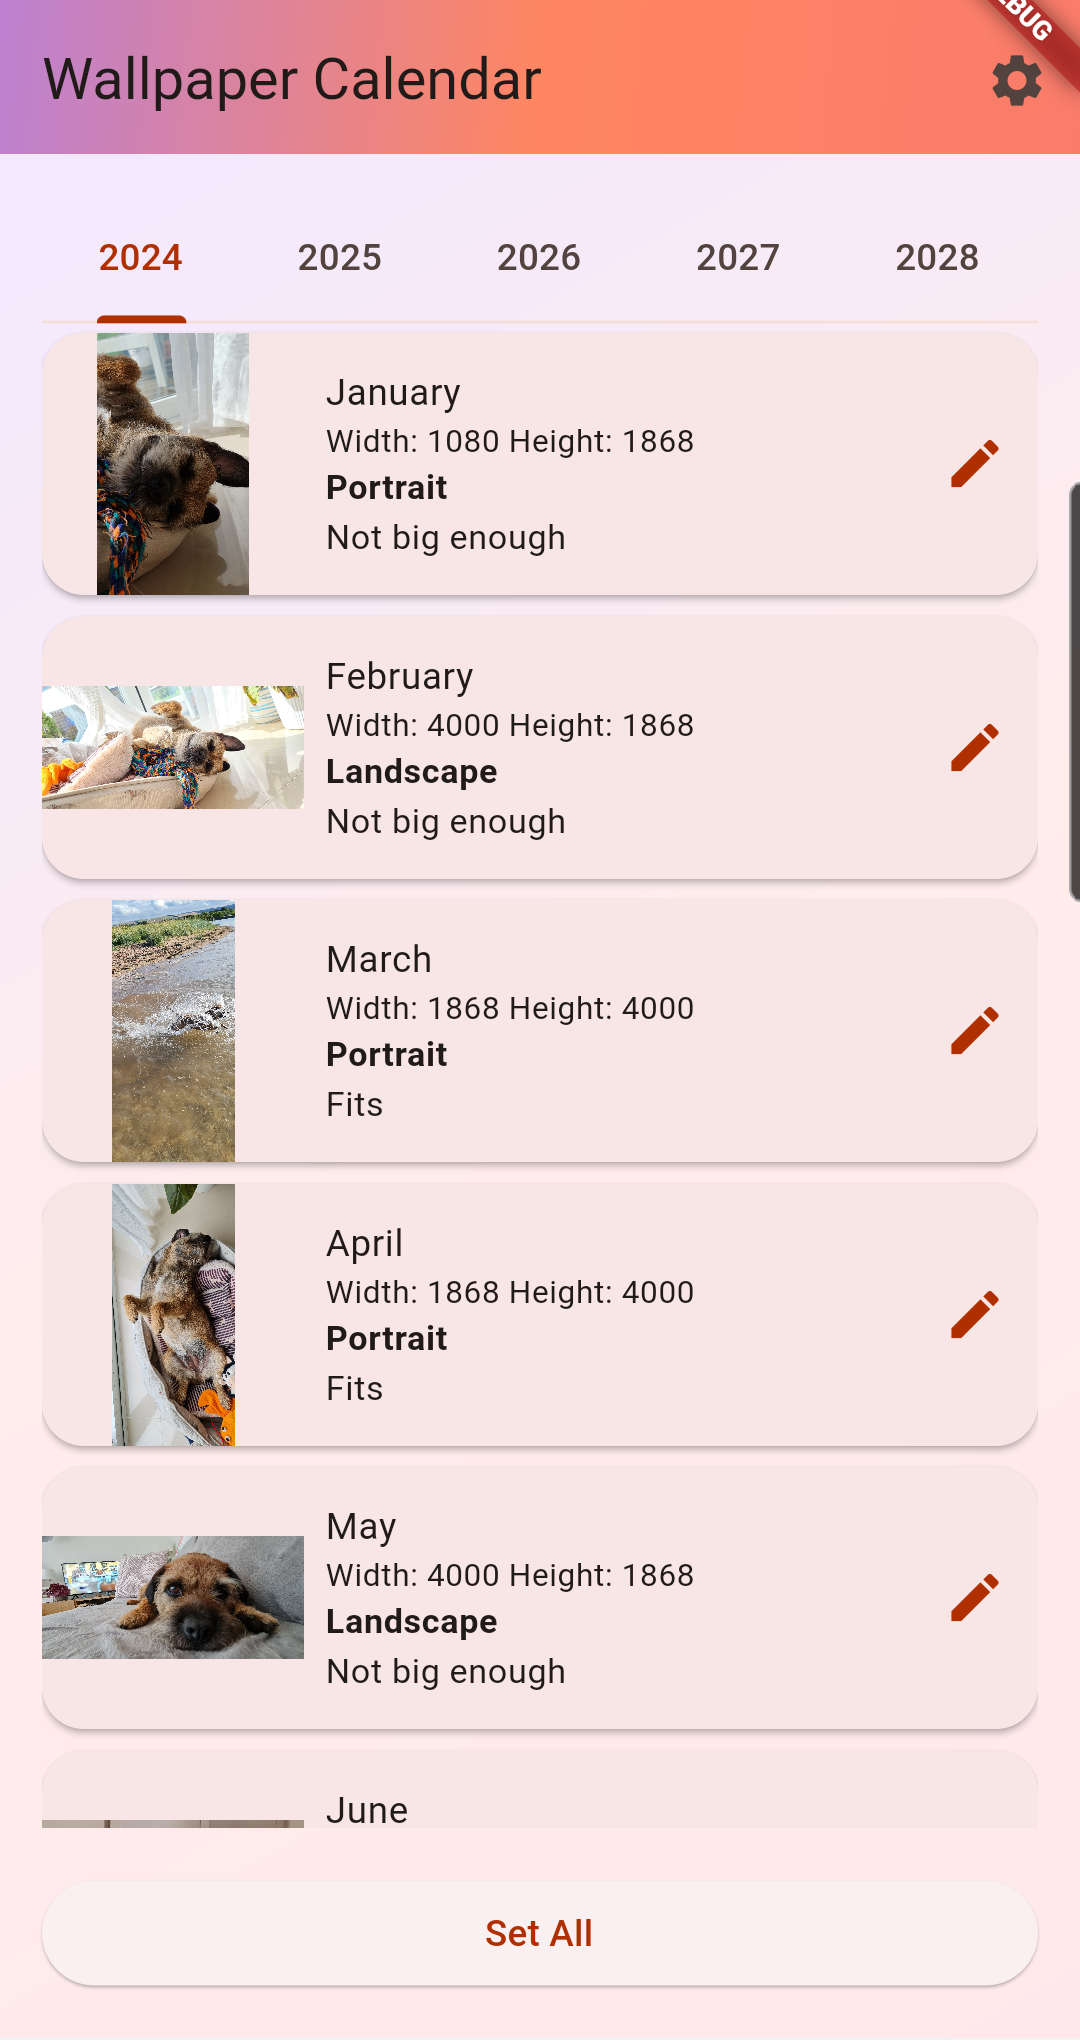 Wallpaper Calendar
2024 2025 2026 2027 2028
January
Width: 1080 Height: 1868
Portrait
Not big enough
February
Width: 4000 Height: 1868
Landscape
Not big enough
March
Width: 1868 Height: 4000
Portrait
Fits
April
Width: 1868 Height: 4000
Portrait
Fits
May
Width: 4000 Height: 1868
Landscape
Not big enough
June
Set All